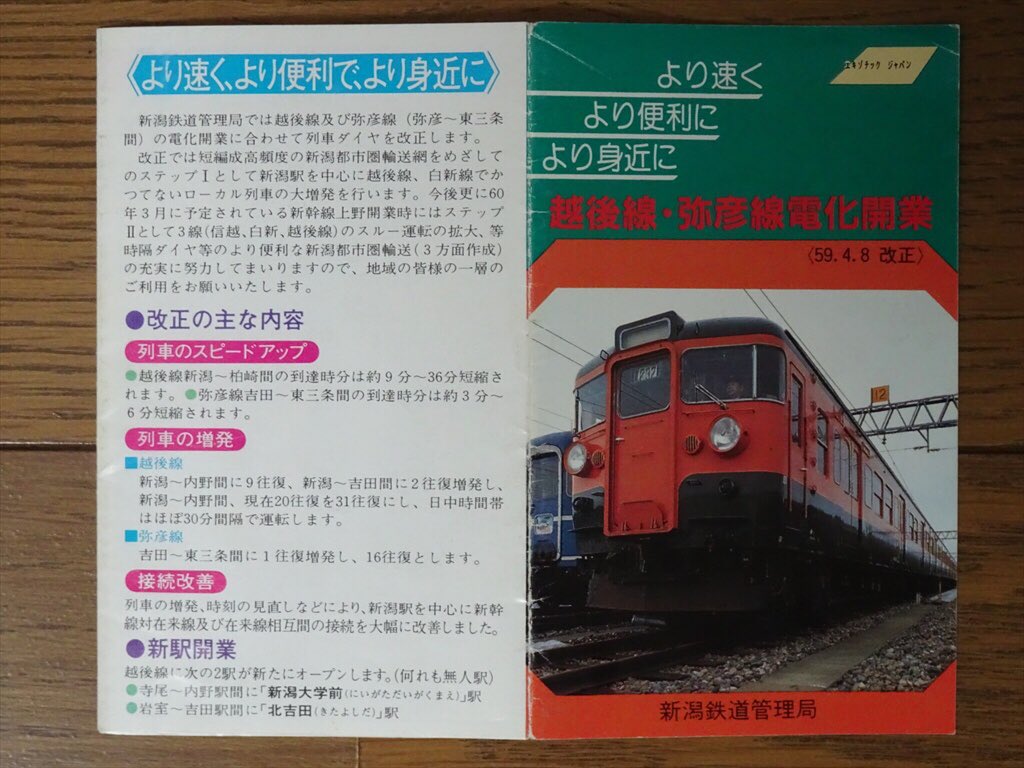 〈より速く、より便利で、より身近に〉
新潟鉄道管理局では越後線及び弥彦線（弥彦～東三条
間）の電化開業に合わせて列車ダイヤを改正します。
改正では短編成高頻度の新潟都市圏輸送網をめざして
のステップⅠとして新潟駅を中心に越後線、白新線でか
つてないローカル列車の大増発を行います。今後更に60
年３月に予定されている新幹線上野開業時にはステップ
Ⅱとして３線(信越、白新、越後線)のスルー運転の拡大、等
時隔ダイヤ等のより便利な新潟都市圏輸送(３方面作成)
の充実に努力してまいりますので、地域の皆様の一層の
ご利用をお願いいたします。
●改正の主な内容
列車のスピードアップ
●越後線新潟～柏崎間の到達時分は約９分～36分短縮さ
れます。●弥彦線吉田～東三条間の到達時分は約３分～
６分短縮されます。
列車の増発
■越後線
新潟～内野間に９往復、新潟～吉田間に２往復増発し、
新潟～内野間、現在20往復を31往復にし、日中時間帯
はほぼ30分間隔で運転します。
■弥彦線
吉田～東三条間に１往復増発し、16往復とします。
接続改善
列車の増発、時刻の見直しなどにより、新潟駅を中心に新幹
線対在来線及び在来線相互間の接続を大幅に改善しました。
●新駅開業
越後線に次の2駅が新たにオープンします。(何れも無人駅)
●寺尾～内野駅間に「新潟大学前(にいがただいがくまえ)」駅
●岩室～吉田駅間に「北吉田(きたよしだ)」駅
エキゾチック ジャパン
より速く
より便利に
より身近に
越後線・弥彦線電化開業
〈59.4.8 改正〉
12
新潟鉄道管理局